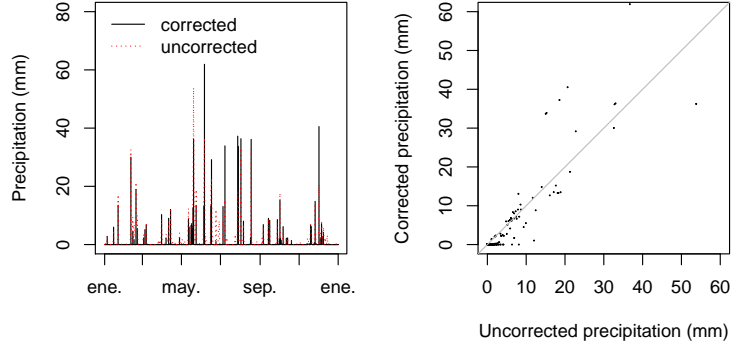 Precipitation (mm)
80
60
40
20
0
corrected
uncorrected
ene.
may.
sep.
ene.
Corrected precipitation (mm)
60
50
40
30
20
10
0
0
10
20
30
40
50
60
Uncorrected precipitation (mm)